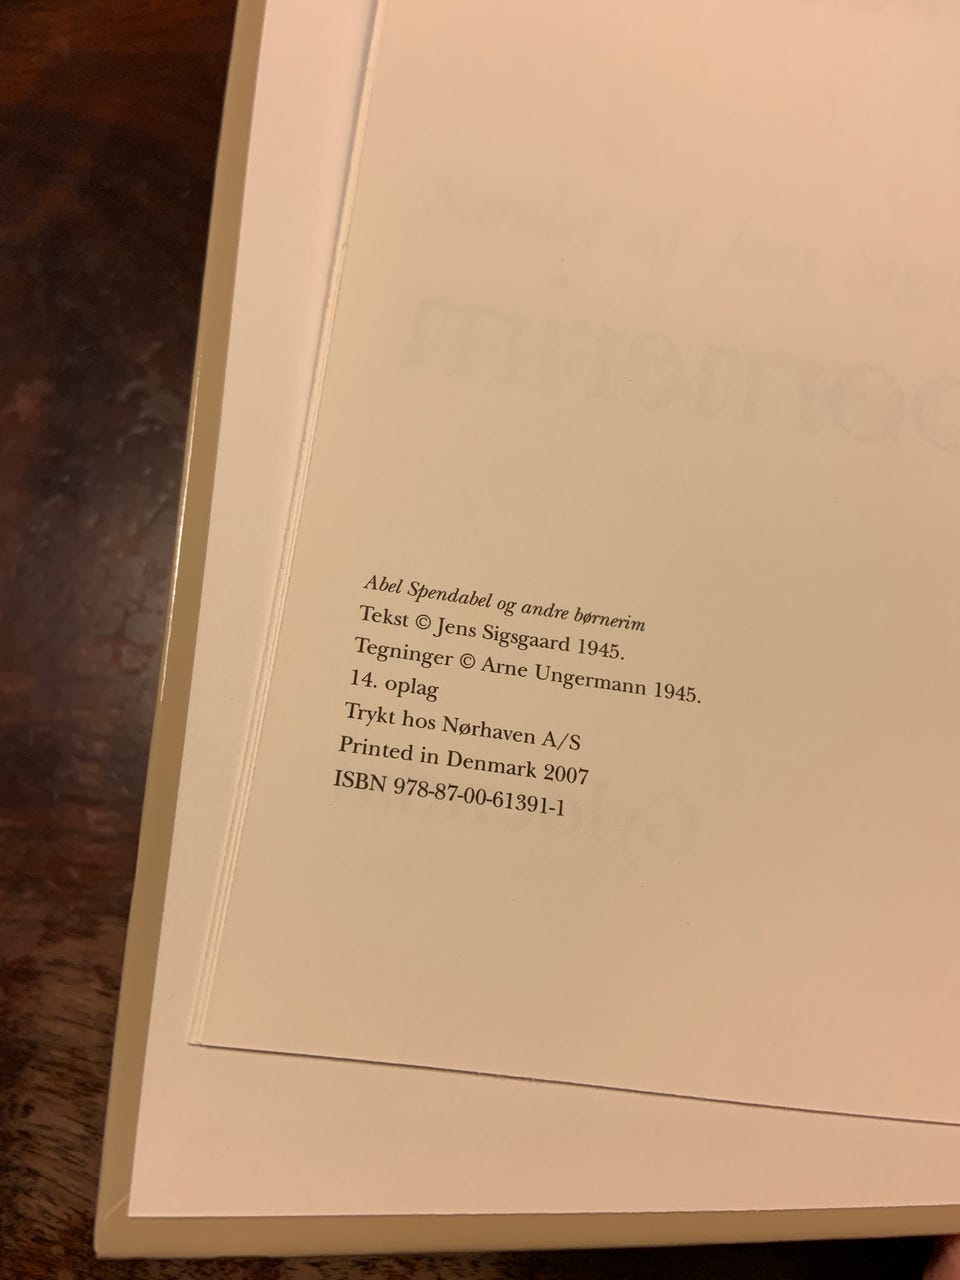 Abel Spendabel og andre børnerim
Tekst © Jens Sigsgaard 1945.
Tegninger © Arne Ungermann 1945.
14. oplag
Trykt hos Nørhaven A/S
Printed in Denmark 2007
ISBN 978-87-00-61391-1